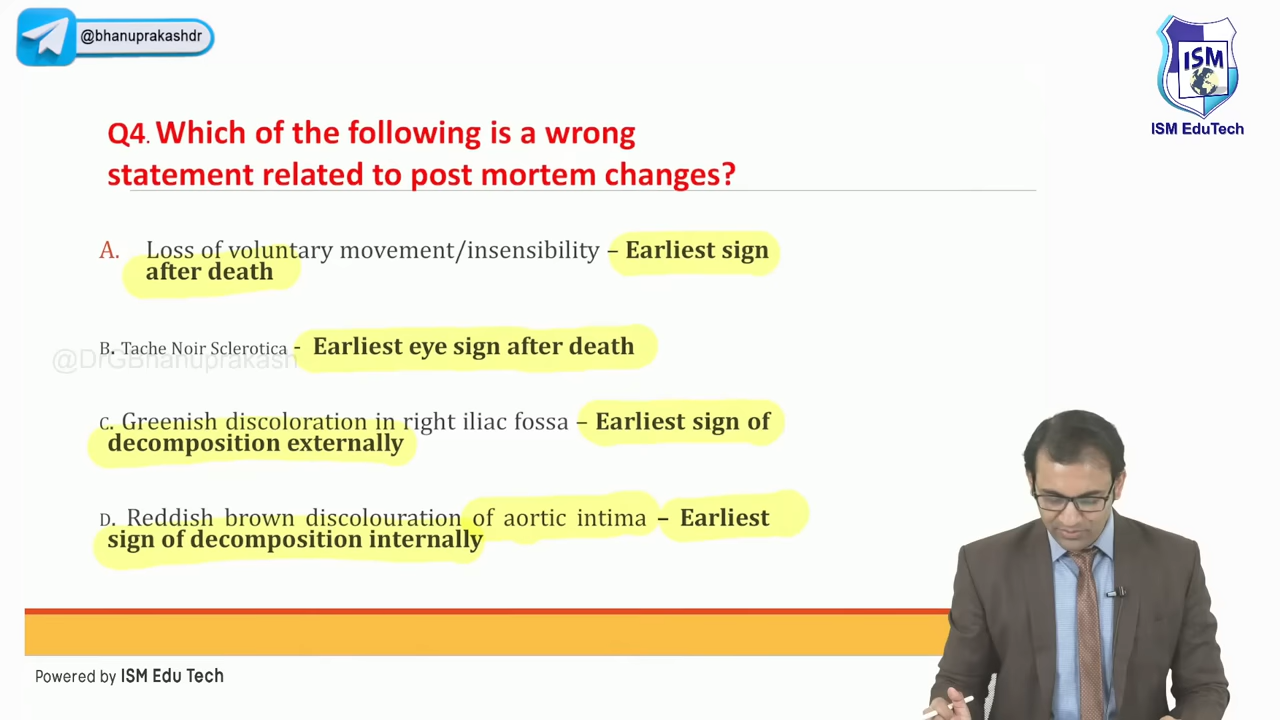 @bhanuprakashdr
ISM
ISM EduTech
Q4. Which of the following is a wrong
statement related to post mortem changes?
A. Loss of voluntary movement/insensibility – Earliest sign
after death
B. Tache Noir Sclerotica - Earliest eye sign after death
@DrGBhanuprakash
C. Greenish discoloration in right iliac fossa – Earliest sign of
decomposition externally
D. Reddish brown discolouration of aortic intima – Earliest
sign of decomposition internally
Powered by ISM Edu Tech